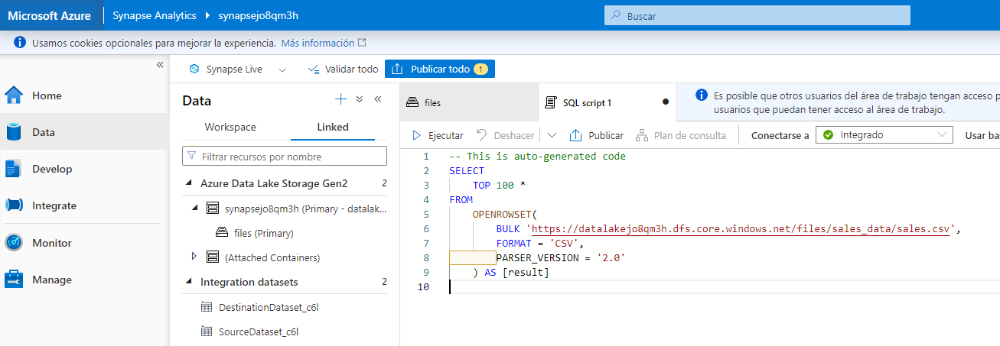 Microsoft Azure
Synapse Analytics
synapsejo8qm3h
Buscar
Usamos cookies opcionales para mejorar la experiencia. Más información
Synapse Live
Validar todo
Publicar todo 1
Home
Data
Develop
Integrate
Monitor
Manage
Data
Workspace
Linked
Filtrar recursos por nombre
Azure Data Lake Storage Gen2 2
synapsejo8qm3h (Primary - datalak...
files (Primary)
(Attached Containers)
Integration datasets 2
DestinationDataset_c6l
SourceDataset_c6l
files
SQL script 1
Es posible que otros usuarios del área de trabajo tengan acceso p
usuarios que puedan tener acceso al área de trabajo.
Ejecutar
Deshacer
Publicar
Plan de consulta
Conectarse a
Integrado
Usar bas
1 -- This is auto-generated code
2 SELECT
3 TOP 100 *
4 FROM
5 OPENROWSET(
6 BULK 'https://datalakejo8qm3h.dfs.core.windows.net/files/sales_data/sales.csv',
7 FORMAT = 'CSV',
8 PARSER_VERSION = '2.0'
9 ) AS [result]
10